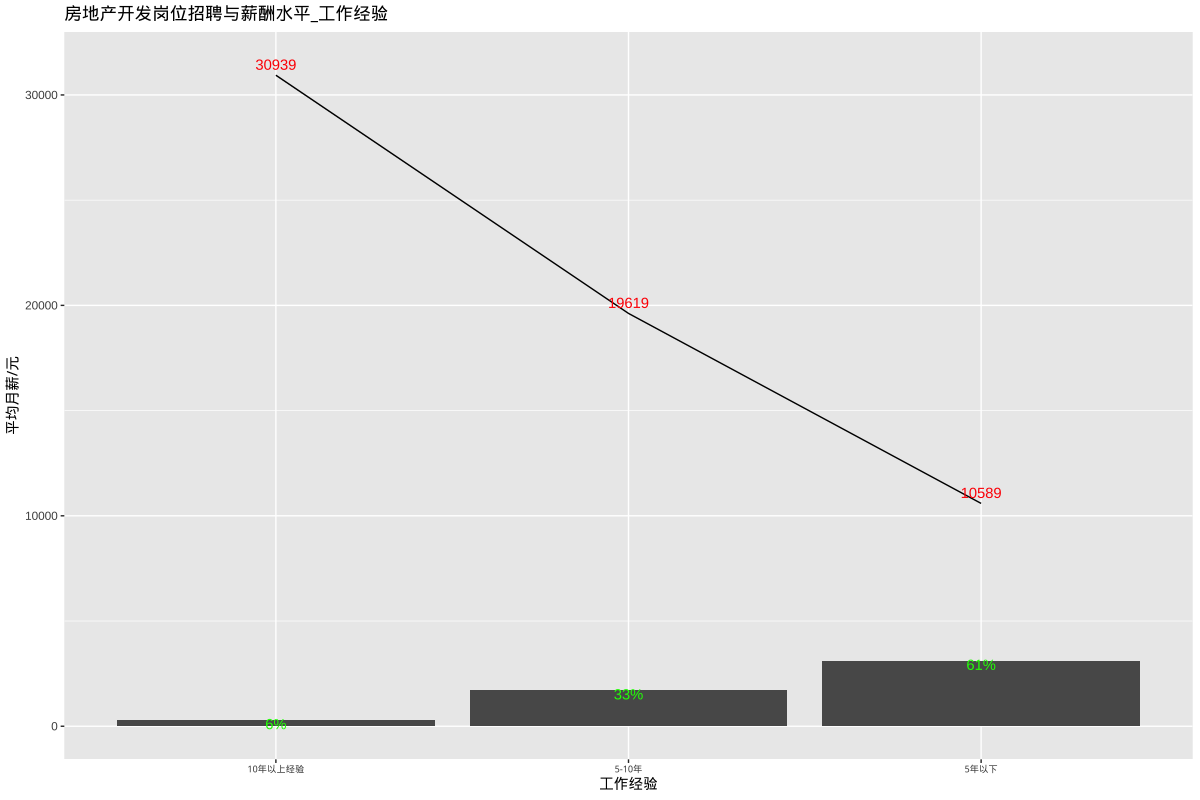 房地产开发岗位招聘与薪酬水平_工作经验
30939
30000
19619
20000
平均月薪/元
10589
10000
61%
33%
6%
0
10年以上经验
5-10年
5年以下
工作经验